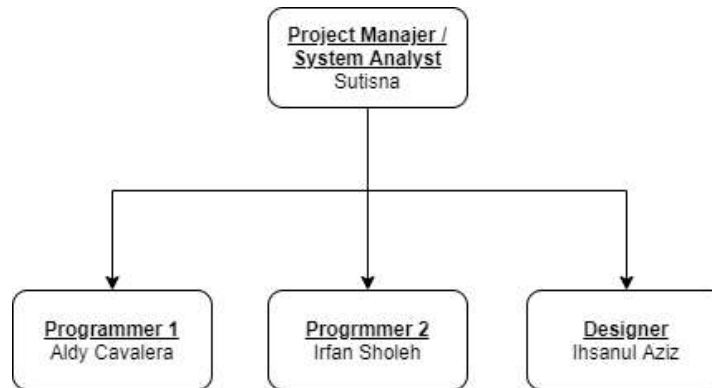 Project Manajer /
System Analyst
Sutisna
Programmer 1
Aldy Cavalera
Progrmmer 2
Irfan Sholeh
Designer
Ihsanul Aziz